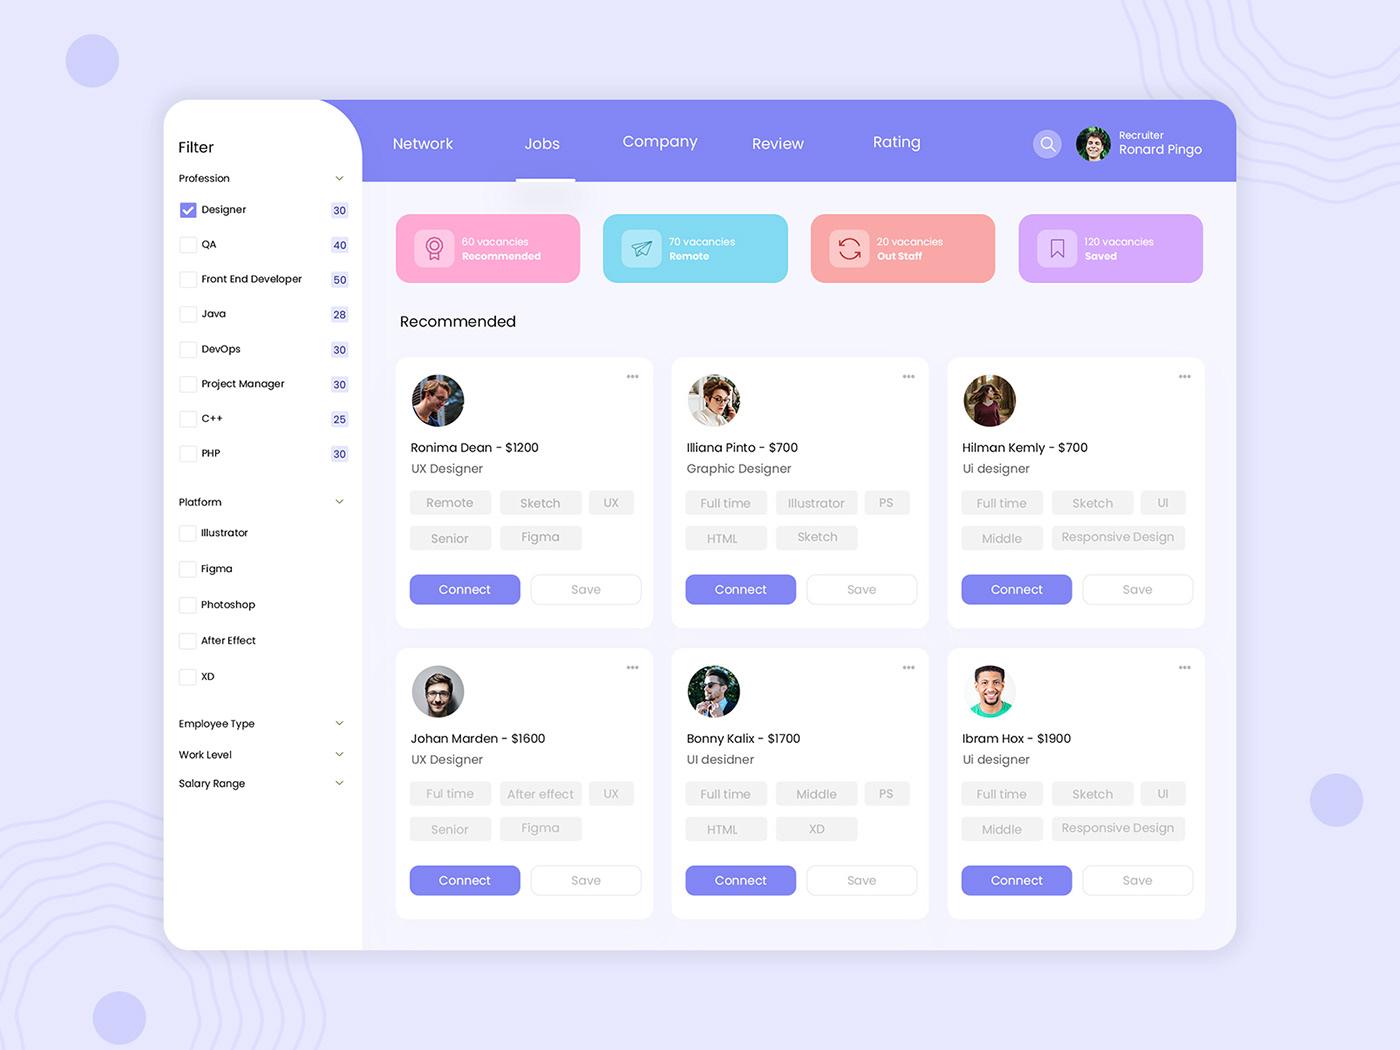 Filter
Profession
Designer 30
QA 40
Front End Developer 50
Java 28
DevOps 30
Project Manager 30
C++ 25
PHP 30
Platform
Illustrator
Figma
Photoshop
After Effect
XD
Employee Type
Work Level
Salary Range
Network Jobs Company Review Rating
Recruiter
Ronard Pingo
60 vacancies
Recommended
70 vacancies
Remote
20 vacancies
Out Staff
120 vacancies
Saved
Recommended
Ronima Dean - $1200
UX Designer
Remote Sketch UX
Senior Figma
Connect Save
Illiana Pinto - $700
Graphic Designer
Full time Illustrator PS
HTML Sketch
Connect Save
Hilman Kemly - $700
Ui designer
Full time Sketch UI
Middle Responsive Design
Connect Save
Johan Marden - $1600
UX Designer
Ful time After effect UX
Senior Figma
Connect Save
Bonny Kalix - $1700
UI desidner
Full time Middle PS
HTML XD
Connect Save
Ibram Hox - $1900
Ui designer
Full time Sketch UI
Middle Responsive Design
Connect Save